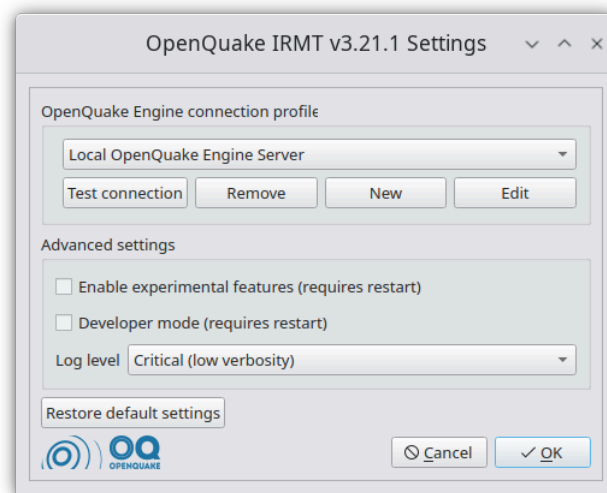 OpenQuake IRMT v3.21.1 Settings
OpenQuake Engine connection profile
Local OpenQuake Engine Server
Test connection Remove New Edit
Advanced settings
Enable experimental features (requires restart)
Developer mode (requires restart)
Log level Critical (low verbosity)
Restore default settings
OQ
OPENQUAKE
Cancel OK